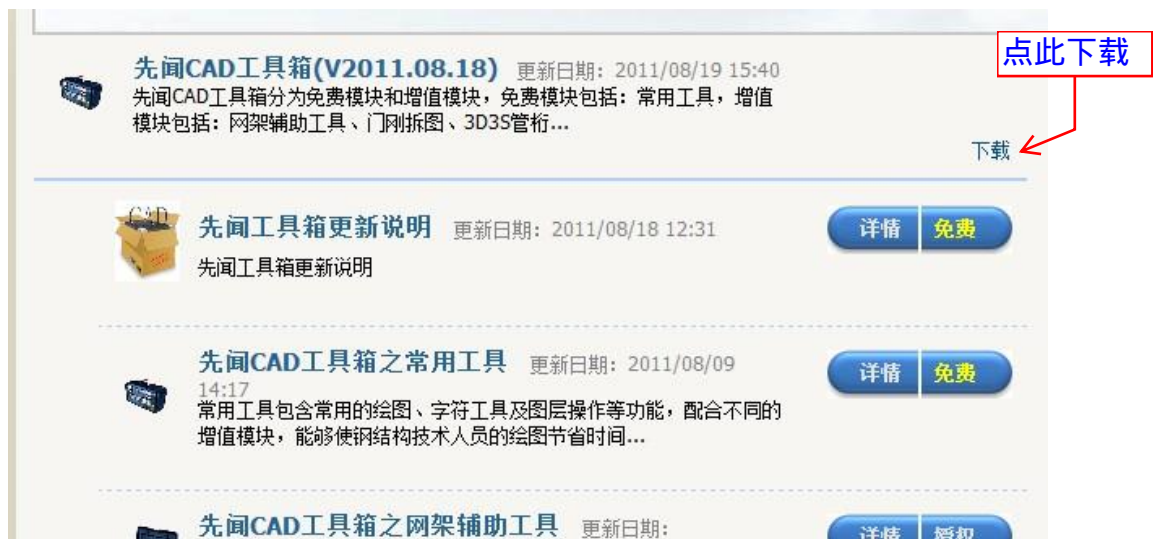 点此下载
先闻CAD工具箱(V2011.08.18) 更新日期：2011/08/19 15:40
先闻CAD工具箱分为免费模块和增值模块，免费模块包括：常用工具，增值
模块包括：网架辅助工具、门刚拆图、3D3S管桁...
下载
CAD
先闻工具箱更新说明 更新日期：2011/08/18 12:31
详情 免费
先闻工具箱更新说明
先闻CAD工具箱之常用工具 更新日期：2011/08/09
14:17
详情 免费
常用工具包含常用的绘图、字符工具及图层操作等功能，配合不同的
增值模块，能够使钢结构技术人员的绘图节省时间...
先闻CAD工具箱之网架辅助工具 更新日期：
详情 授权